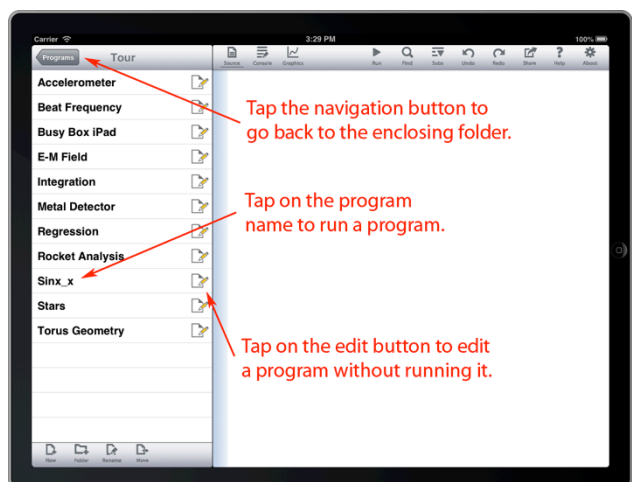 Carrier 3:29 PM 100%
Programs Tour Source Console Graphics Run Find Subs Undo Redo Share Help About
Accelerometer
Beat Frequency
Busy Box iPad
E-M Field
Integration
Metal Detector
Regression
Rocket Analysis
Sinx_x
Stars
Torus Geometry
Tap the navigation button to
go back to the enclosing folder.
Tap on the program
name to run a program.
Tap on the edit button to edit
a program without running it.
New Folder Rename Move